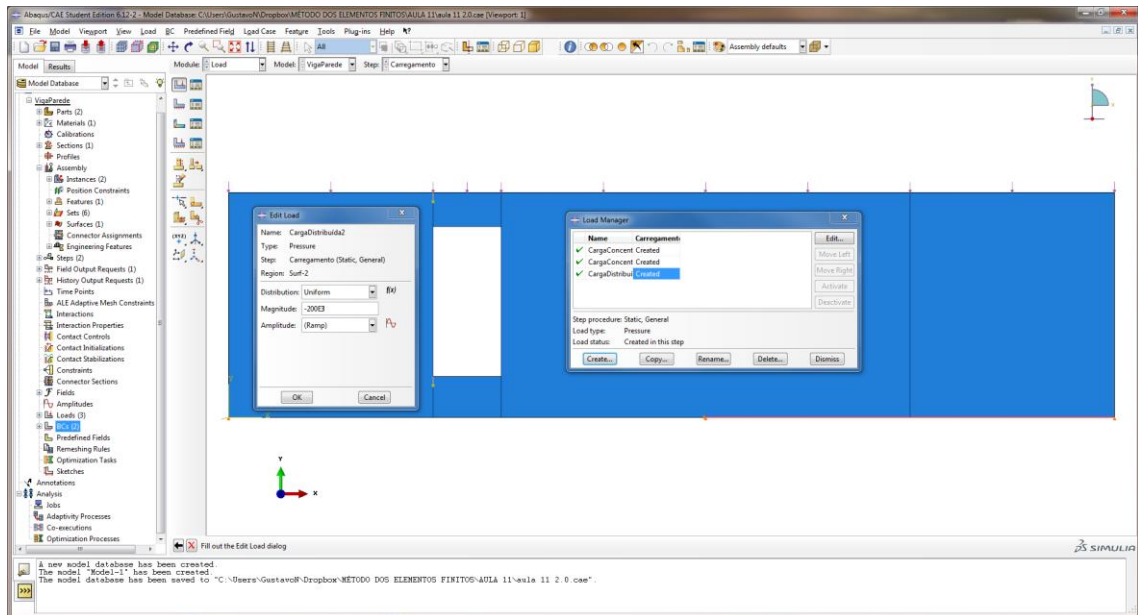 Abaqus/CAE Student Edition 6.12-2 - Model Database: C:\Users\GustavoN\Dropbox\MÉTODO DOS ELEMENTOS FINITOS\AULA 11\aula 11 2.0.cae [Viewport: 1]
File Model Viewport View Load BC Predefined Field Load Case Feature Tools Plug-ins Help
All
Assembly defaults
Model Results
Module: Load Model: VigaParede Step: Carregamento
Model Database
VigaParede
Parts (2)
Materials (1)
Calibrations
Sections (1)
Profiles
Assembly
Instances (2)
Position Constraints
Features (1)
Sets (6)
Surfaces (1)
Connector Assignments
Engineering Features
Steps (2)
Field Output Requests (1)
History Output Requests (1)
Time Points
ALE Adaptive Mesh Constraints
Interactions
Interaction Properties
Contact Controls
Contact Initializations
Contact Stabilizations
Constraints
Connector Sections
Fields
Amplitudes
Loads (3)
BCs (2)
Predefined Fields
Remeshing Rules
Optimization Tasks
Sketches
Annotations
Analysis
Jobs
Adaptivity Processes
Co-executions
Optimization Processes
Edit Load
Name: CargaDistribuída2
Type: Pressure
Step: Carregamento (Static, General)
Region: Surf-2
Distribution: Uniform f(x)
Magnitude: -200E3
Amplitude: (Ramp)
OK Cancel
Load Manager
Name Carregament
CargaConcent Created
CargaConcent Created
CargaDistribui Created
Edit...
Move Left
Move Right
Activate
Deactivate
Step procedure: Static, General
Load type: Pressure
Load status: Created in this step
Create... Copy... Rename... Delete... Dismiss
Y
X
Fill out the Edit Load dialog
SIMULIA
A new model database has been created.
The model "Model-1" has been created.
The model database has been saved to "C:\Users\GustavoN\Dropbox\MÉTODO DOS ELEMENTOS FINITOS\AULA 11\aula 11 2.0.cae".